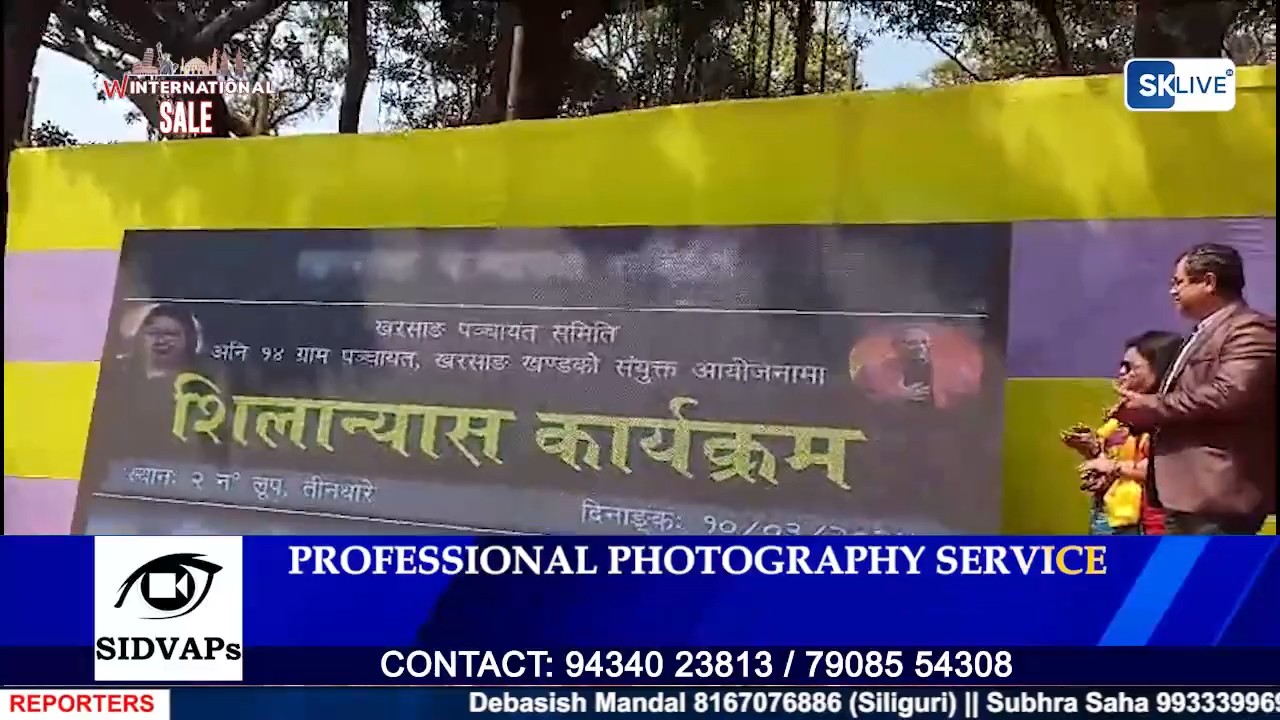 WINTERNATIONAL
SALE
SKLIVE
खरसाङ पञ्चायत समिति
अनि १४ ग्राम पञ्चायत, खरसाङ खण्डको संयुक्त आयोजनामा
शिलान्यास कार्यक्रम
स्थान: २ न° लूप, तीनधारे
दिनाङ्क:
PROFESSIONAL PHOTOGRAPHY SERVICE
SIDVAPs
CONTACT: 94340 23813 / 79085 54308
REPORTERS
Debasish Mandal 8167076886 (Siliguri) || Subhra Saha